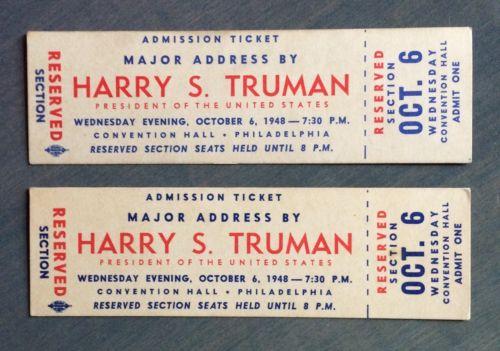 RESERVED
SECTION
ADMISSION TICKET
MAJOR ADDRESS BY
HARRY S. TRUMAN
PRESIDENT OF THE UNITED STATES
WEDNESDAY EVENING, OCTOBER 6, 1948—7:30 P.M.
CONVENTION HALL • PHILADELPHIA
RESERVED SECTION SEATS HELD UNTIL 8 P.M.
RESERVED
SECTION
OCT. 6
WEDNESDAY
CONVENTION HALL
ADMIT ONE
RESERVED
SECTION
ADMISSION TICKET
MAJOR ADDRESS BY
HARRY S. TRUMAN
PRESIDENT OF THE UNITED STATES
WEDNESDAY EVENING, OCTOBER 6, 1948—7:30 P.M.
CONVENTION HALL • PHILADELPHIA
RESERVED SECTION SEATS HELD UNTIL 8 P.M.
RESERVED
SECTION
OCT. 6
WEDNESDAY
CONVENTION HALL
ADMIT ONE